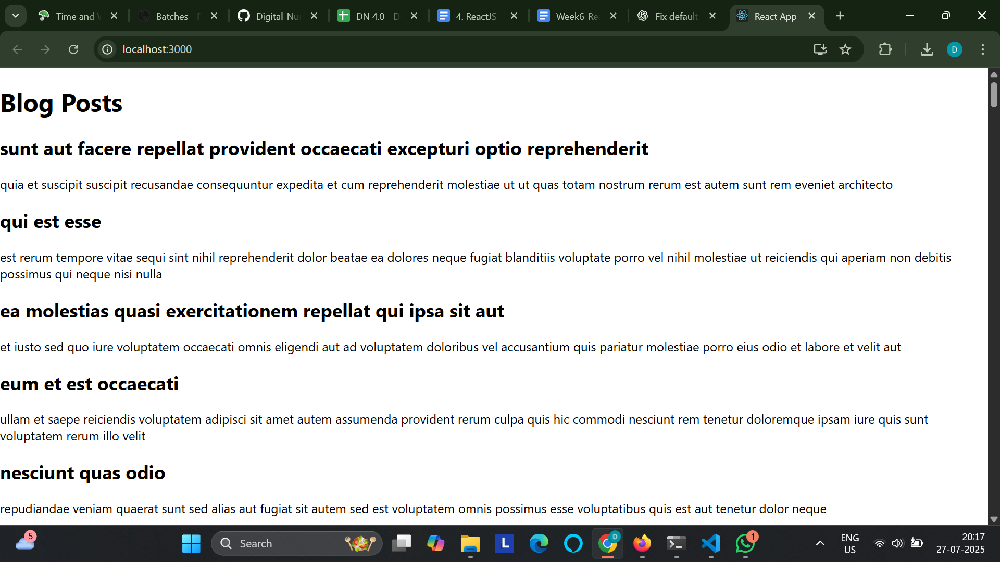 Time and
Batches -
Digital-Nu
DN 4.0 - D
4. ReactJS-
Week6_Re
Fix default
React App
localhost:3000
D
Blog Posts
sunt aut facere repellat provident occaecati excepturi optio reprehenderit
quia et suscipit suscipit recusandae consequuntur expedita et cum reprehenderit molestiae ut ut quas totam nostrum rerum est autem sunt rem eveniet architecto
qui est esse
est rerum tempore vitae sequi sint nihil reprehenderit dolor beatae ea dolores neque fugiat blanditiis voluptate porro vel nihil molestiae ut reiciendis qui aperiam non debitis
possimus qui neque nisi nulla
ea molestias quasi exercitationem repellat qui ipsa sit aut
et iusto sed quo iure voluptatem occaecati omnis eligendi aut ad voluptatem doloribus vel accusantium quis pariatur molestiae porro eius odio et labore et velit aut
eum et est occaecati
ullam et saepe reiciendis voluptatem adipisci sit amet autem assumenda provident rerum culpa quis hic commodi nesciunt rem tenetur doloremque ipsam iure quis sunt
voluptatem rerum illo velit
nesciunt quas odio
repudiandae veniam quaerat sunt sed alias aut fugiat sit autem sed est voluptatem omnis possimus esse voluptatibus quis est aut tenetur dolor neque
5
Search
L
D
1
ENG
US
20:17
27-07-2025